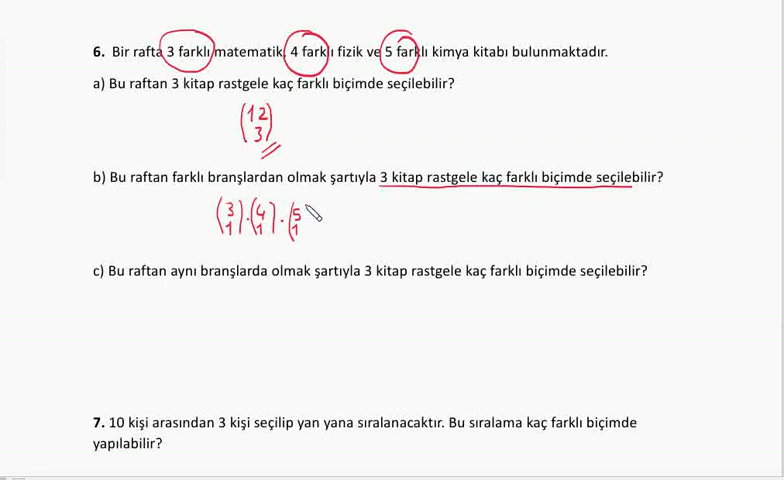 6. Bir rafta 3 farklı matematik, 4 farklı fizik ve 5 farklı kimya kitabı bulunmaktadır.
a) Bu raftan 3 kitap rastgele kaç farklı biçimde seçilebilir?
(12
3)
b) Bu raftan farklı branşlardan olmak şartıyla 3 kitap rastgele kaç farklı biçimde seçilebilir?
(3 1).(4 1).(5 1
c) Bu raftan aynı branşlarda olmak şartıyla 3 kitap rastgele kaç farklı biçimde seçilebilir?
7. 10 kişi arasından 3 kişi seçilip yan yana sıralanacaktır. Bu sıralama kaç farklı biçimde
yapılabilir?